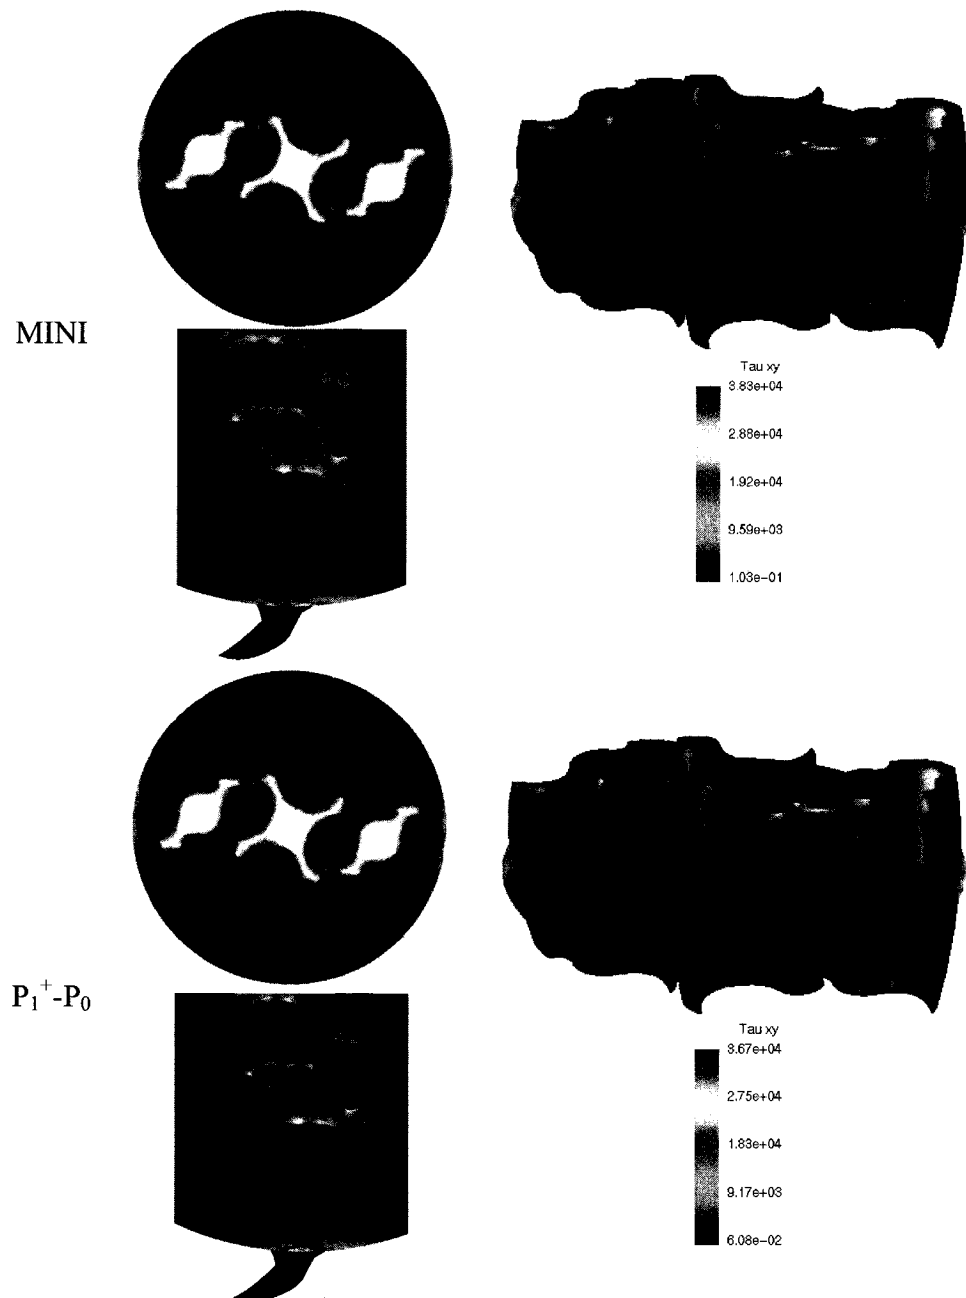 MINI
Tau xy
3.83e+04
2.88e+04
1.92e+04
9.59e+03
1.03e-01
P₁⁺-P₀
Tau xy
3.67e+04
2.75e+04
1.83e+04
9.17e+03
6.08e-02